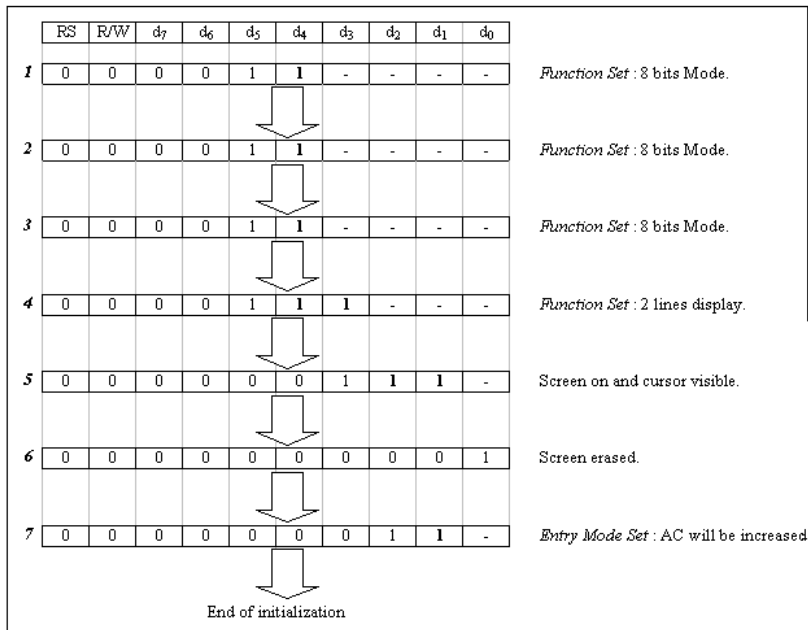 RS R/W d7 d6 d5 d4 d3 d2 d1 d0
1 0 0 0 0 1 1 - - - - Function Set : 8 bits Mode.
2 0 0 0 0 1 1 - - - - Function Set : 8 bits Mode.
3 0 0 0 0 1 1 - - - - Function Set : 8 bits Mode.
4 0 0 0 0 1 1 1 - - - Function Set : 2 lines display.
5 0 0 0 0 0 0 1 1 1 - Screen on and cursor visible.
6 0 0 0 0 0 0 0 0 0 1 Screen erased.
7 0 0 0 0 0 0 0 1 1 - Entry Mode Set : AC will be increased
End of initialization